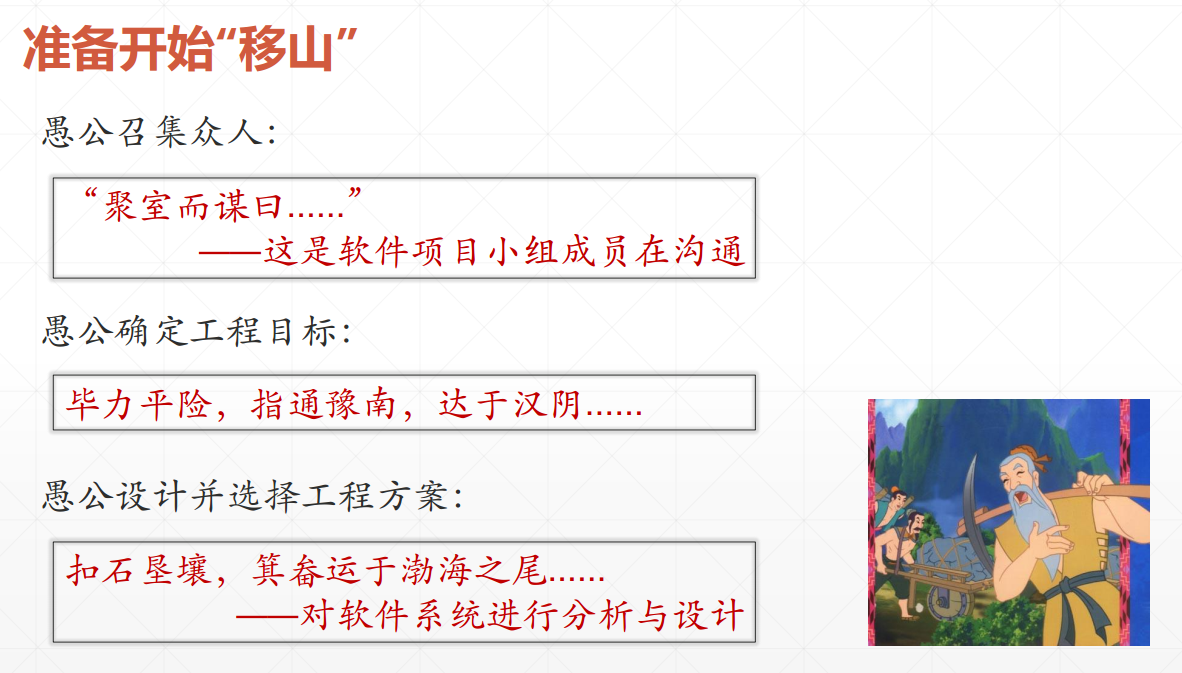 准备开始“移山”
愚公召集众人：
“聚室而谋曰……”
——这是软件项目小组成员在沟通
愚公确定工程目标：
毕力平险，指通豫南，达于汉阴……
愚公设计并选择工程方案：
扣石垦壤，箕畚运于渤海之尾……
——对软件系统进行分析与设计